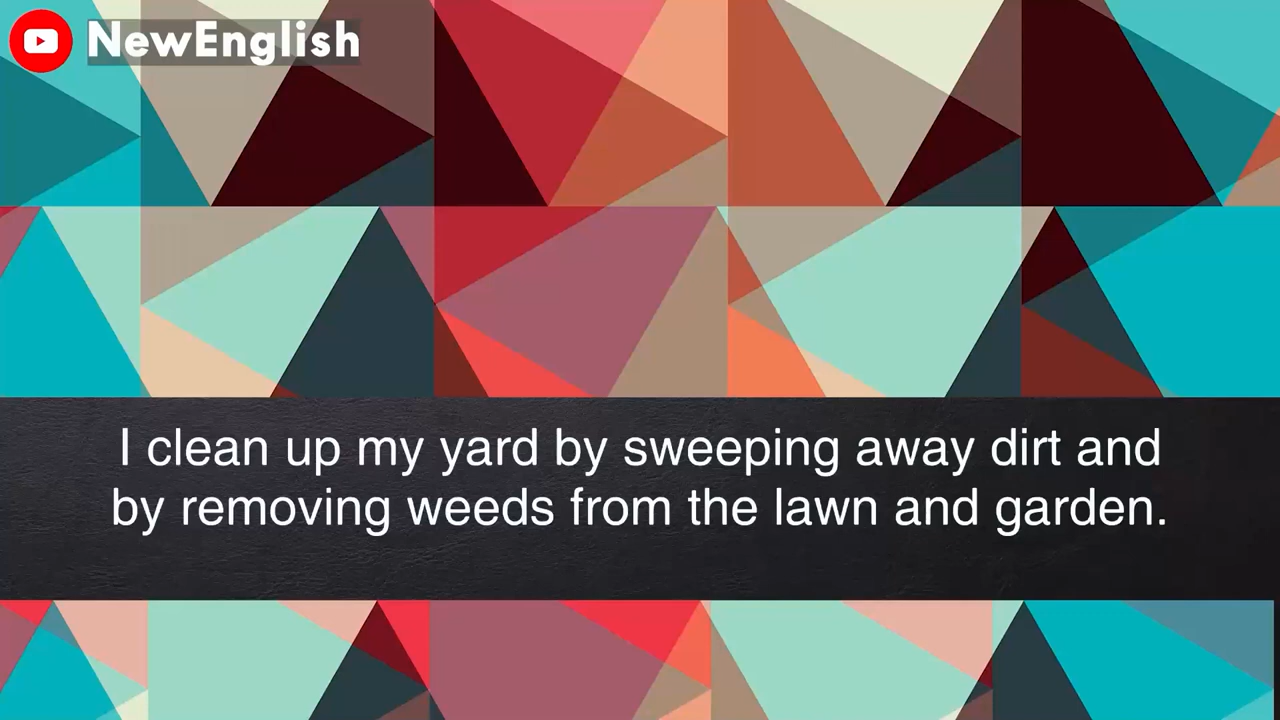 NewEnglish
I clean up my yard by sweeping away dirt and
by removing weeds from the lawn and garden.